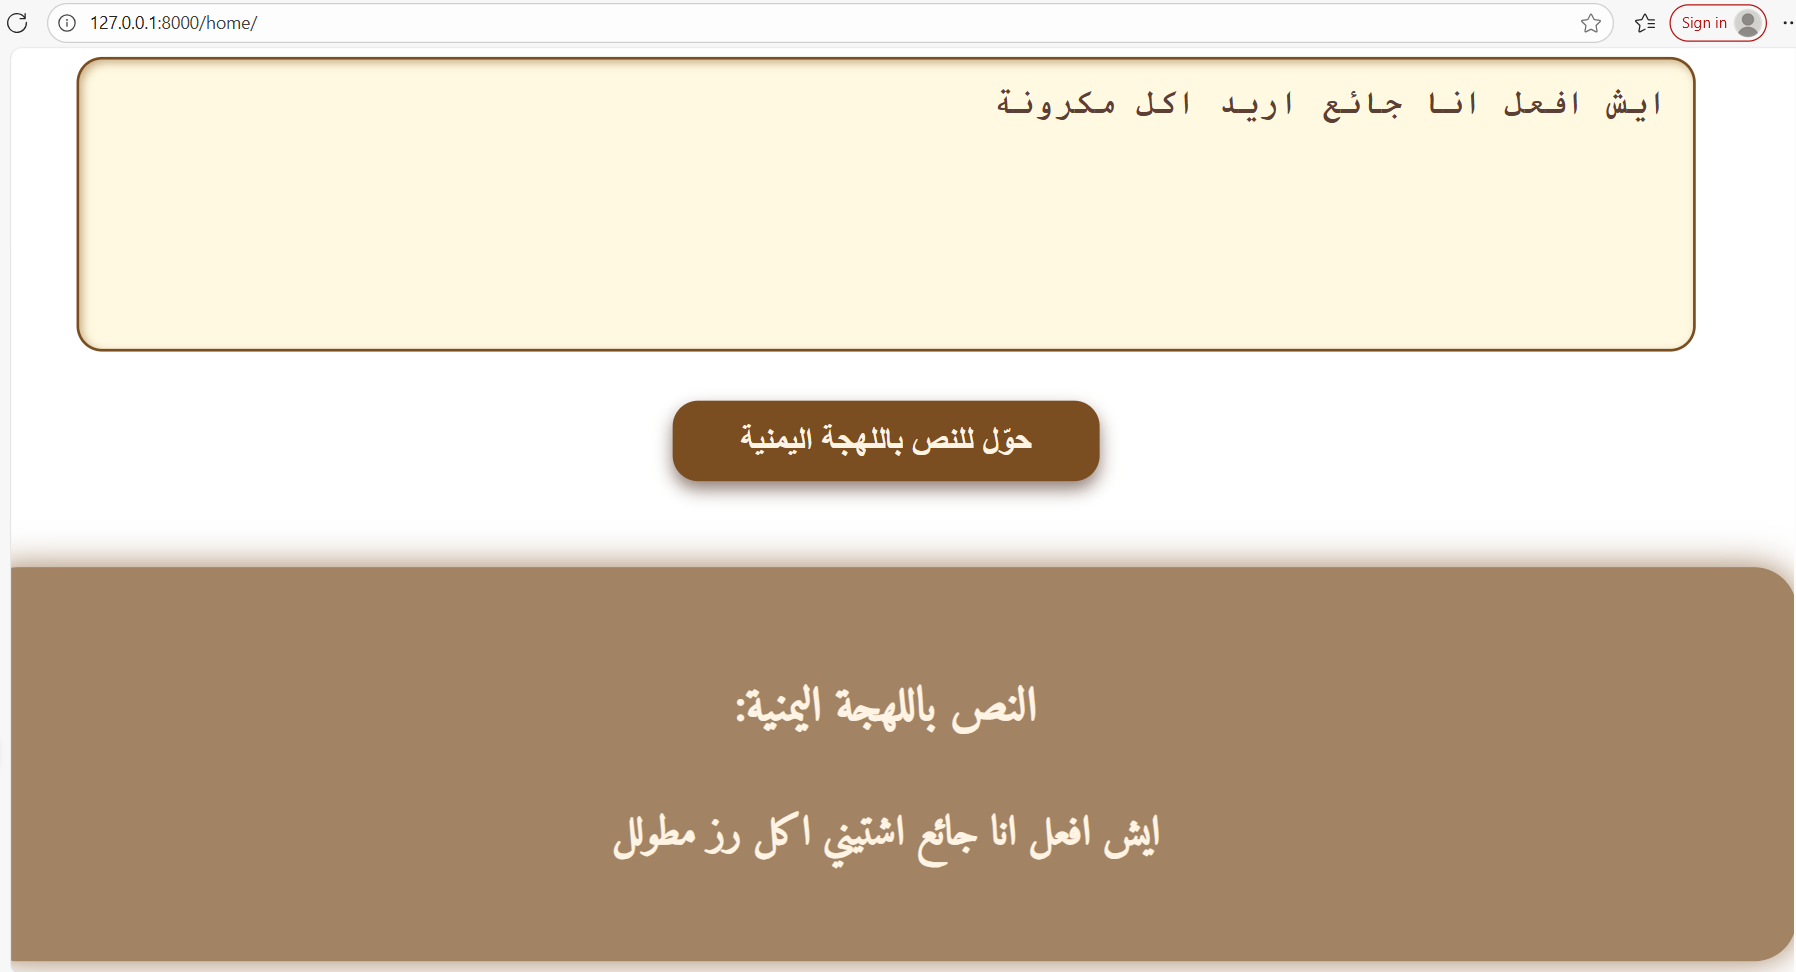 127.0.0.1:8000/home/
Sign in
ايش افعل انا جائع اريد اكل مكرونة
حوّل للنص باللهجة اليمنية
النص باللهجة اليمنية:
ايش افعل انا جائع اشتيني اكل رز مطولل